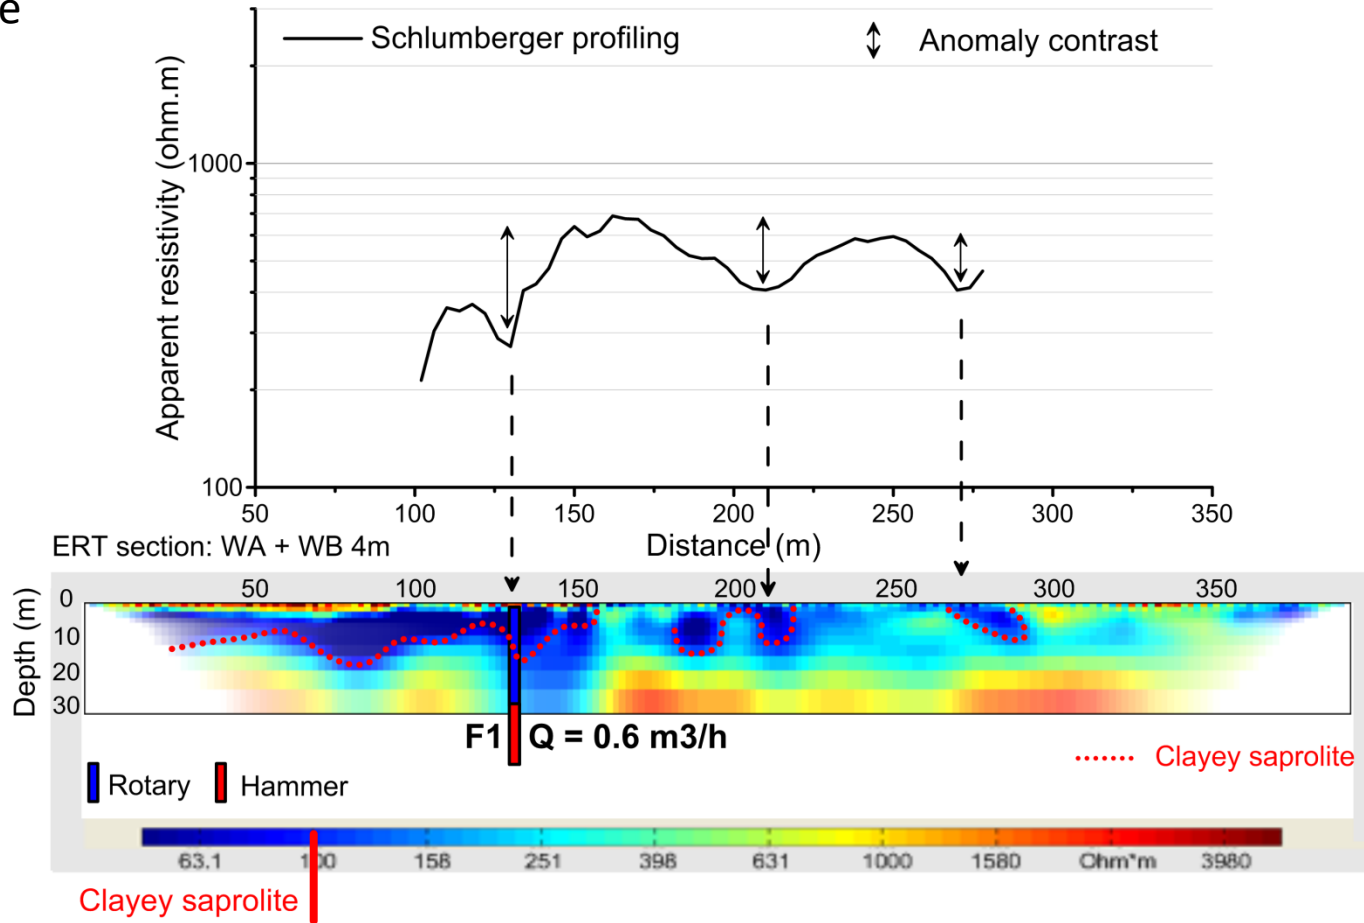 e
Schlumberger profiling
Anomaly contrast
Apparent resistivity (ohm.m)
1000
100
50 100 150 200 250 300 350
Distance (m)
ERT section: WA + WB 4m
50 100 150 200 250 300 350
Depth (m)
0
10
20
30
F1 Q = 0.6 m3/h
Clayey saprolite
Rotary Hammer
63.1 100 158 251 398 631 1000 1580 Ohm*m 3980
Clayey saprolite